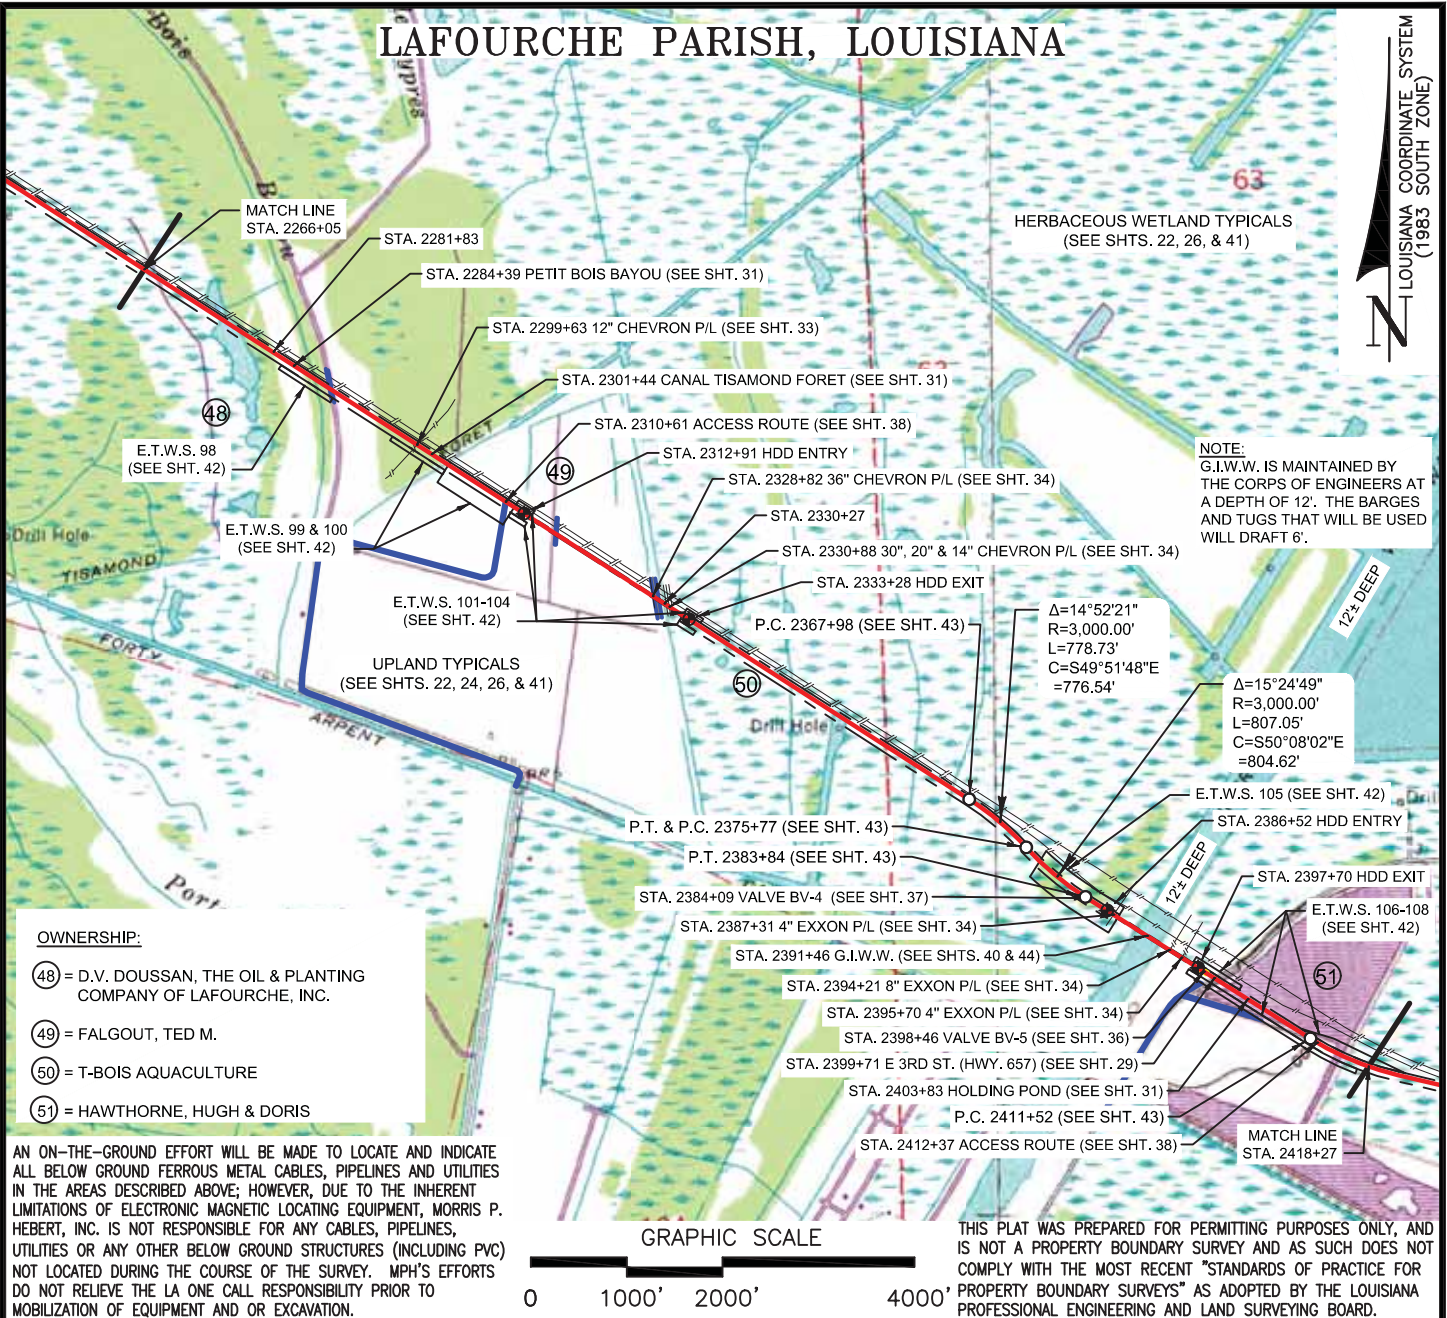 LAFOURCHE PARISH, LOUISIANA
LOUISIANA COORDINATE SYSTEM
(1983 SOUTH ZONE)
N
Bois
Bayou
63
HERBACEOUS WETLAND TYPICALS
(SEE SHTS. 22, 26, & 41)
MATCH LINE
STA. 2266+05
STA. 2281+83
STA. 2284+39 PETIT BOIS BAYOU (SEE SHT. 31)
STA. 2299+63 12" CHEVRON P/L (SEE SHT. 33)
STA. 2301+44 CANAL TISAMOND FORET (SEE SHT. 31)
FORET
STA. 2310+61 ACCESS ROUTE (SEE SHT. 38)
STA. 2312+91 HDD ENTRY
STA. 2328+82 36" CHEVRON P/L (SEE SHT. 34)
STA. 2330+27
STA. 2330+88 30", 20" & 14" CHEVRON P/L (SEE SHT. 34)
STA. 2333+28 HDD EXIT
P.C. 2367+98 (SEE SHT. 43)
48
49
50
E.T.W.S. 98
(SEE SHT. 42)
E.T.W.S. 99 & 100
(SEE SHT. 42)
E.T.W.S. 101-104
(SEE SHT. 42)
UPLAND TYPICALS
(SEE SHTS. 22, 24, 26, & 41)
Drill Hole
TISAMOND
FORTY
ARPENT
Drill Hole
NOTE:
G.I.W.W. IS MAINTAINED BY
THE CORPS OF ENGINEERS AT
A DEPTH OF 12'. THE BARGES
AND TUGS THAT WILL BE USED
WILL DRAFT 6'.
12'± DEEP
Δ=14°52'21"
R=3,000.00'
L=778.73'
C=S49°51'48"E
=776.54'
Δ=15°24'49"
R=3,000.00'
L=807.05'
C=S50°08'02"E
=804.62'
E.T.W.S. 105 (SEE SHT. 42)
STA. 2386+52 HDD ENTRY
12'± DEEP
STA. 2397+70 HDD EXIT
E.T.W.S. 106-108
(SEE SHT. 42)
51
P.T. & P.C. 2375+77 (SEE SHT. 43)
P.T. 2383+84 (SEE SHT. 43)
STA. 2384+09 VALVE BV-4 (SEE SHT. 37)
STA. 2387+31 4" EXXON P/L (SEE SHT. 34)
STA. 2391+46 G.I.W.W. (SEE SHTS. 40 & 44)
STA. 2394+21 8" EXXON P/L (SEE SHT. 34)
STA. 2395+70 4" EXXON P/L (SEE SHT. 34)
STA. 2398+46 VALVE BV-5 (SEE SHT. 36)
STA. 2399+71 E 3RD ST. (HWY. 657) (SEE SHT. 29)
STA. 2403+83 HOLDING POND (SEE SHT. 31)
P.C. 2411+52 (SEE SHT. 43)
STA. 2412+37 ACCESS ROUTE (SEE SHT. 38)
MATCH LINE
STA. 2418+27
OWNERSHIP:
48 = D.V. DOUSSAN, THE OIL & PLANTING
COMPANY OF LAFOURCHE, INC.
49 = FALGOUT, TED M.
50 = T-BOIS AQUACULTURE
51 = HAWTHORNE, HUGH & DORIS
AN ON-THE-GROUND EFFORT WILL BE MADE TO LOCATE AND INDICATE
ALL BELOW GROUND FERROUS METAL CABLES, PIPELINES AND UTILITIES
IN THE AREAS DESCRIBED ABOVE; HOWEVER, DUE TO THE INHERENT
LIMITATIONS OF ELECTRONIC MAGNETIC LOCATING EQUIPMENT, MORRIS P.
HEBERT, INC. IS NOT RESPONSIBLE FOR ANY CABLES, PIPELINES,
UTILITIES OR ANY OTHER BELOW GROUND STRUCTURES (INCLUDING PVC)
NOT LOCATED DURING THE COURSE OF THE SURVEY. MPH'S EFFORTS
DO NOT RELIEVE THE LA ONE CALL RESPONSIBILITY PRIOR TO
MOBILIZATION OF EQUIPMENT AND OR EXCAVATION.
GRAPHIC SCALE
0 1000' 2000' 4000'
THIS PLAT WAS PREPARED FOR PERMITTING PURPOSES ONLY, AND
IS NOT A PROPERTY BOUNDARY SURVEY AND AS SUCH DOES NOT
COMPLY WITH THE MOST RECENT "STANDARDS OF PRACTICE FOR
PROPERTY BOUNDARY SURVEYS" AS ADOPTED BY THE LOUISIANA
PROFESSIONAL ENGINEERING AND LAND SURVEYING BOARD.